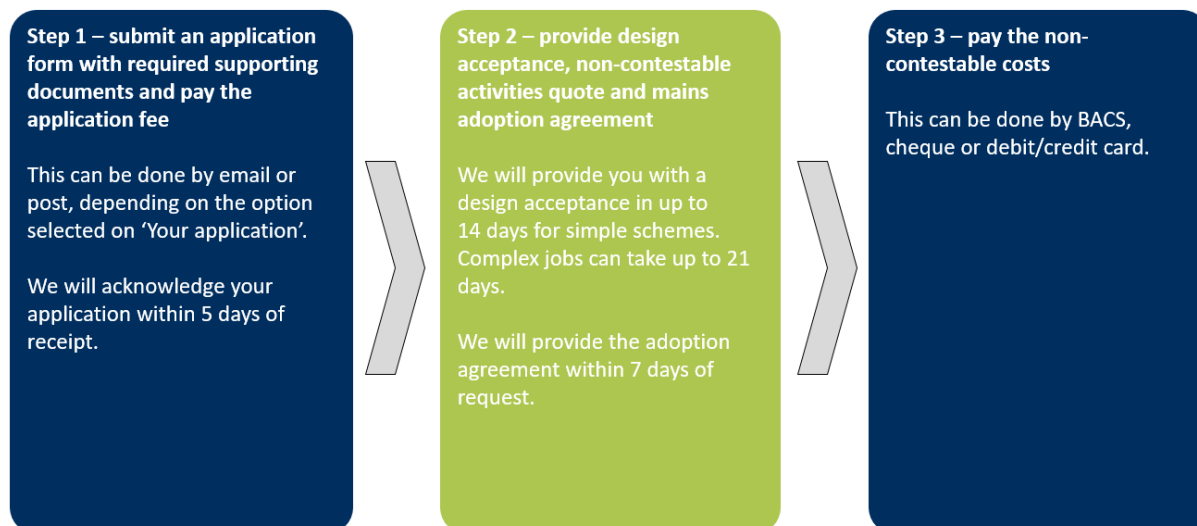 Step 1 – submit an application
form with required supporting
documents and pay the
application fee
This can be done by email or
post, depending on the option
selected on ‘Your application’.
We will acknowledge your
application within 5 days of
receipt.
Step 2 – provide design
acceptance, non-contestable
activities quote and mains
adoption agreement
We will provide you with a
design acceptance in up to
14 days for simple schemes.
Complex jobs can take up to 21
days.
We will provide the adoption
agreement within 7 days of
request.
Step 3 – pay the non-
contestable costs
This can be done by BACS,
cheque or debit/credit card.